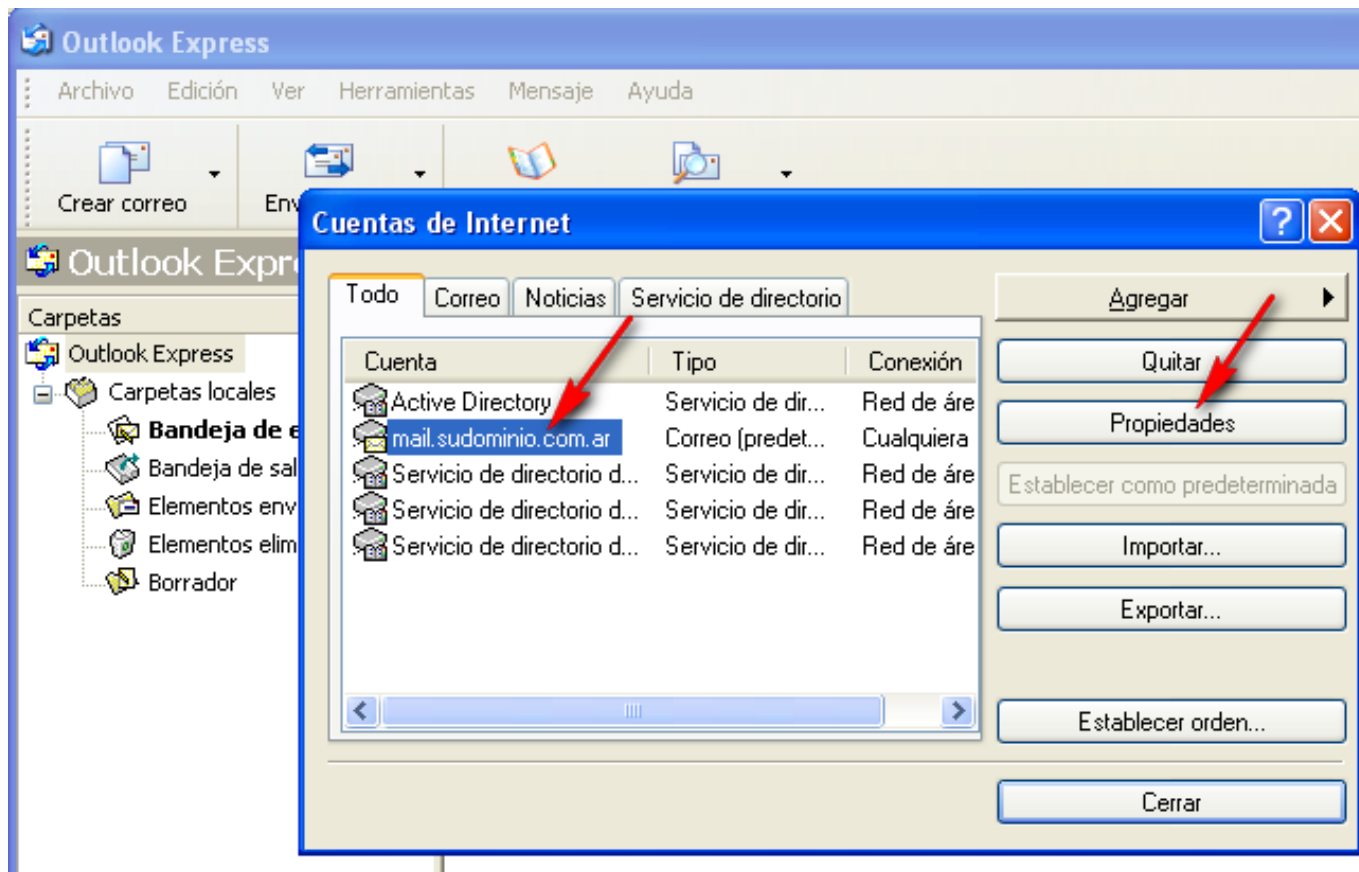 Outlook Express
Archivo Edición Ver Herramientas Mensaje Ayuda
Crear correo Env
Cuentas de Internet
Outlook Expr
Todo Correo Noticias Servicio de directorio
Agregar
Carpetas
Outlook Express
Carpetas locales
Bandeja de e
Bandeja de sal
Elementos env
Elementos elim
Borrador
Cuenta Tipo Conexión
Active Directory Servicio de dir... Red de áre
mail.sudominio.com.ar Correo (predet... Cualquiera
Servicio de directorio d... Servicio de dir... Red de áre
Servicio de directorio d... Servicio de dir... Red de áre
Servicio de directorio d... Servicio de dir... Red de áre
Quitar
Propiedades
Establecer como predeterminada
Importar...
Exportar...
Establecer orden...
Cerrar